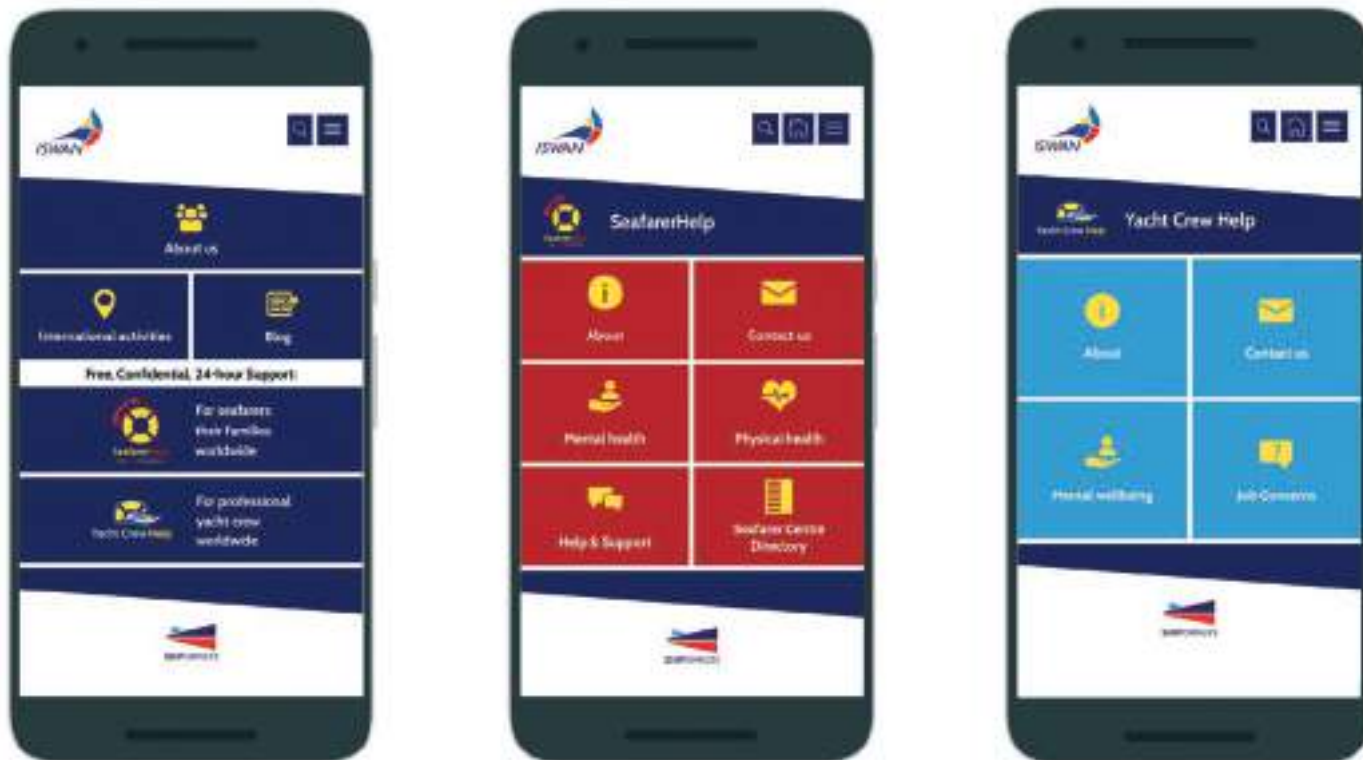 ISWAN
About us
International activities
Blog
Free, Confidential, 24-hour Support:
For seafarers
their families
worldwide
SeafarerHelp
For professional
yacht crew
worldwide
Yacht Crew Help
ISWAN
SeafarerHelp
About
Contact us
Mental health
Physical health
Help & Support
Seafarer Centre
Directory
ISWAN
Yacht Crew Help
Yacht Crew Help
About
Contact us
Mental wellbeing
Job Concerns